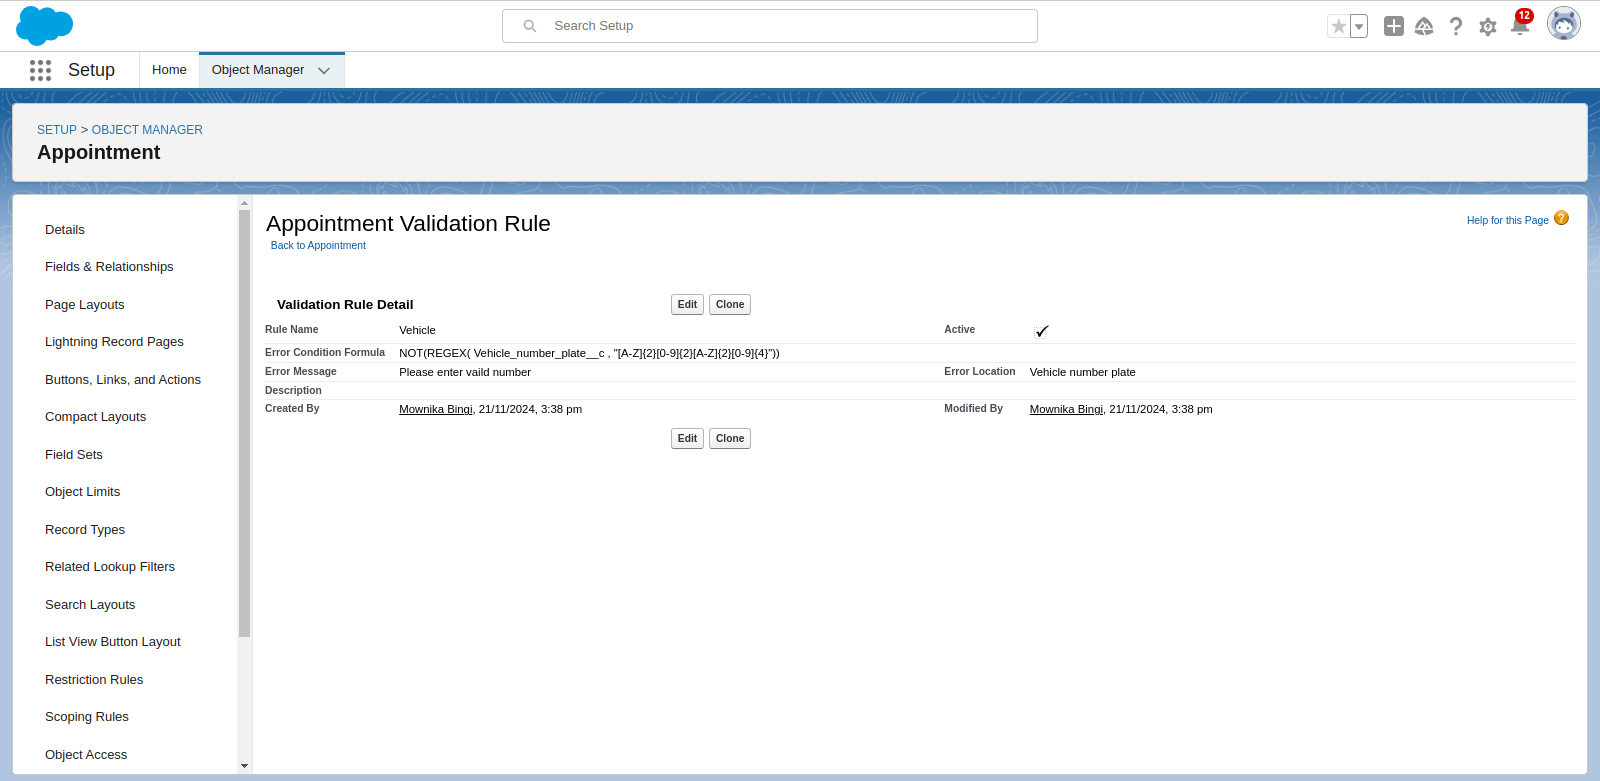 Search Setup
12
Setup
Home
Object Manager
SETUP > OBJECT MANAGER
Appointment
Details
Fields & Relationships
Page Layouts
Lightning Record Pages
Buttons, Links, and Actions
Compact Layouts
Field Sets
Object Limits
Record Types
Related Lookup Filters
Search Layouts
List View Button Layout
Restriction Rules
Scoping Rules
Object Access
Appointment Validation Rule
Back to Appointment
Help for this Page ?
Validation Rule Detail
Edit Clone
Rule Name Vehicle Active
Error Condition Formula NOT(REGEX( Vehicle_number_plate__c , "[A-Z]{2}[0-9]{2}[A-Z]{2}[0-9]{4}"))
Error Message Please enter vaild number Error Location Vehicle number plate
Description
Created By Mownika Bingi, 21/11/2024, 3:38 pm Modified By Mownika Bingi, 21/11/2024, 3:38 pm
Edit Clone